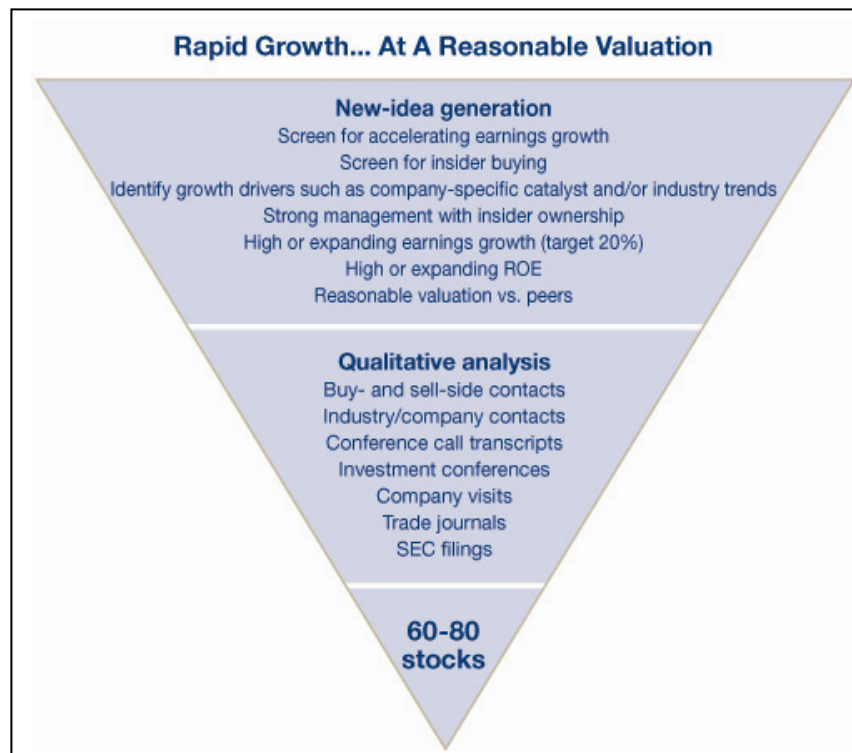 Rapid Growth... At A Reasonable Valuation
New-idea generation
Screen for accelerating earnings growth
Screen for insider buying
Identify growth drivers such as company-specific catalyst and/or industry trends
Strong management with insider ownership
High or expanding earnings growth (target 20%)
High or expanding ROE
Reasonable valuation vs. peers
Qualitative analysis
Buy- and sell-side contacts
Industry/company contacts
Conference call transcripts
Investment conferences
Company visits
Trade journals
SEC filings
60-80
stocks